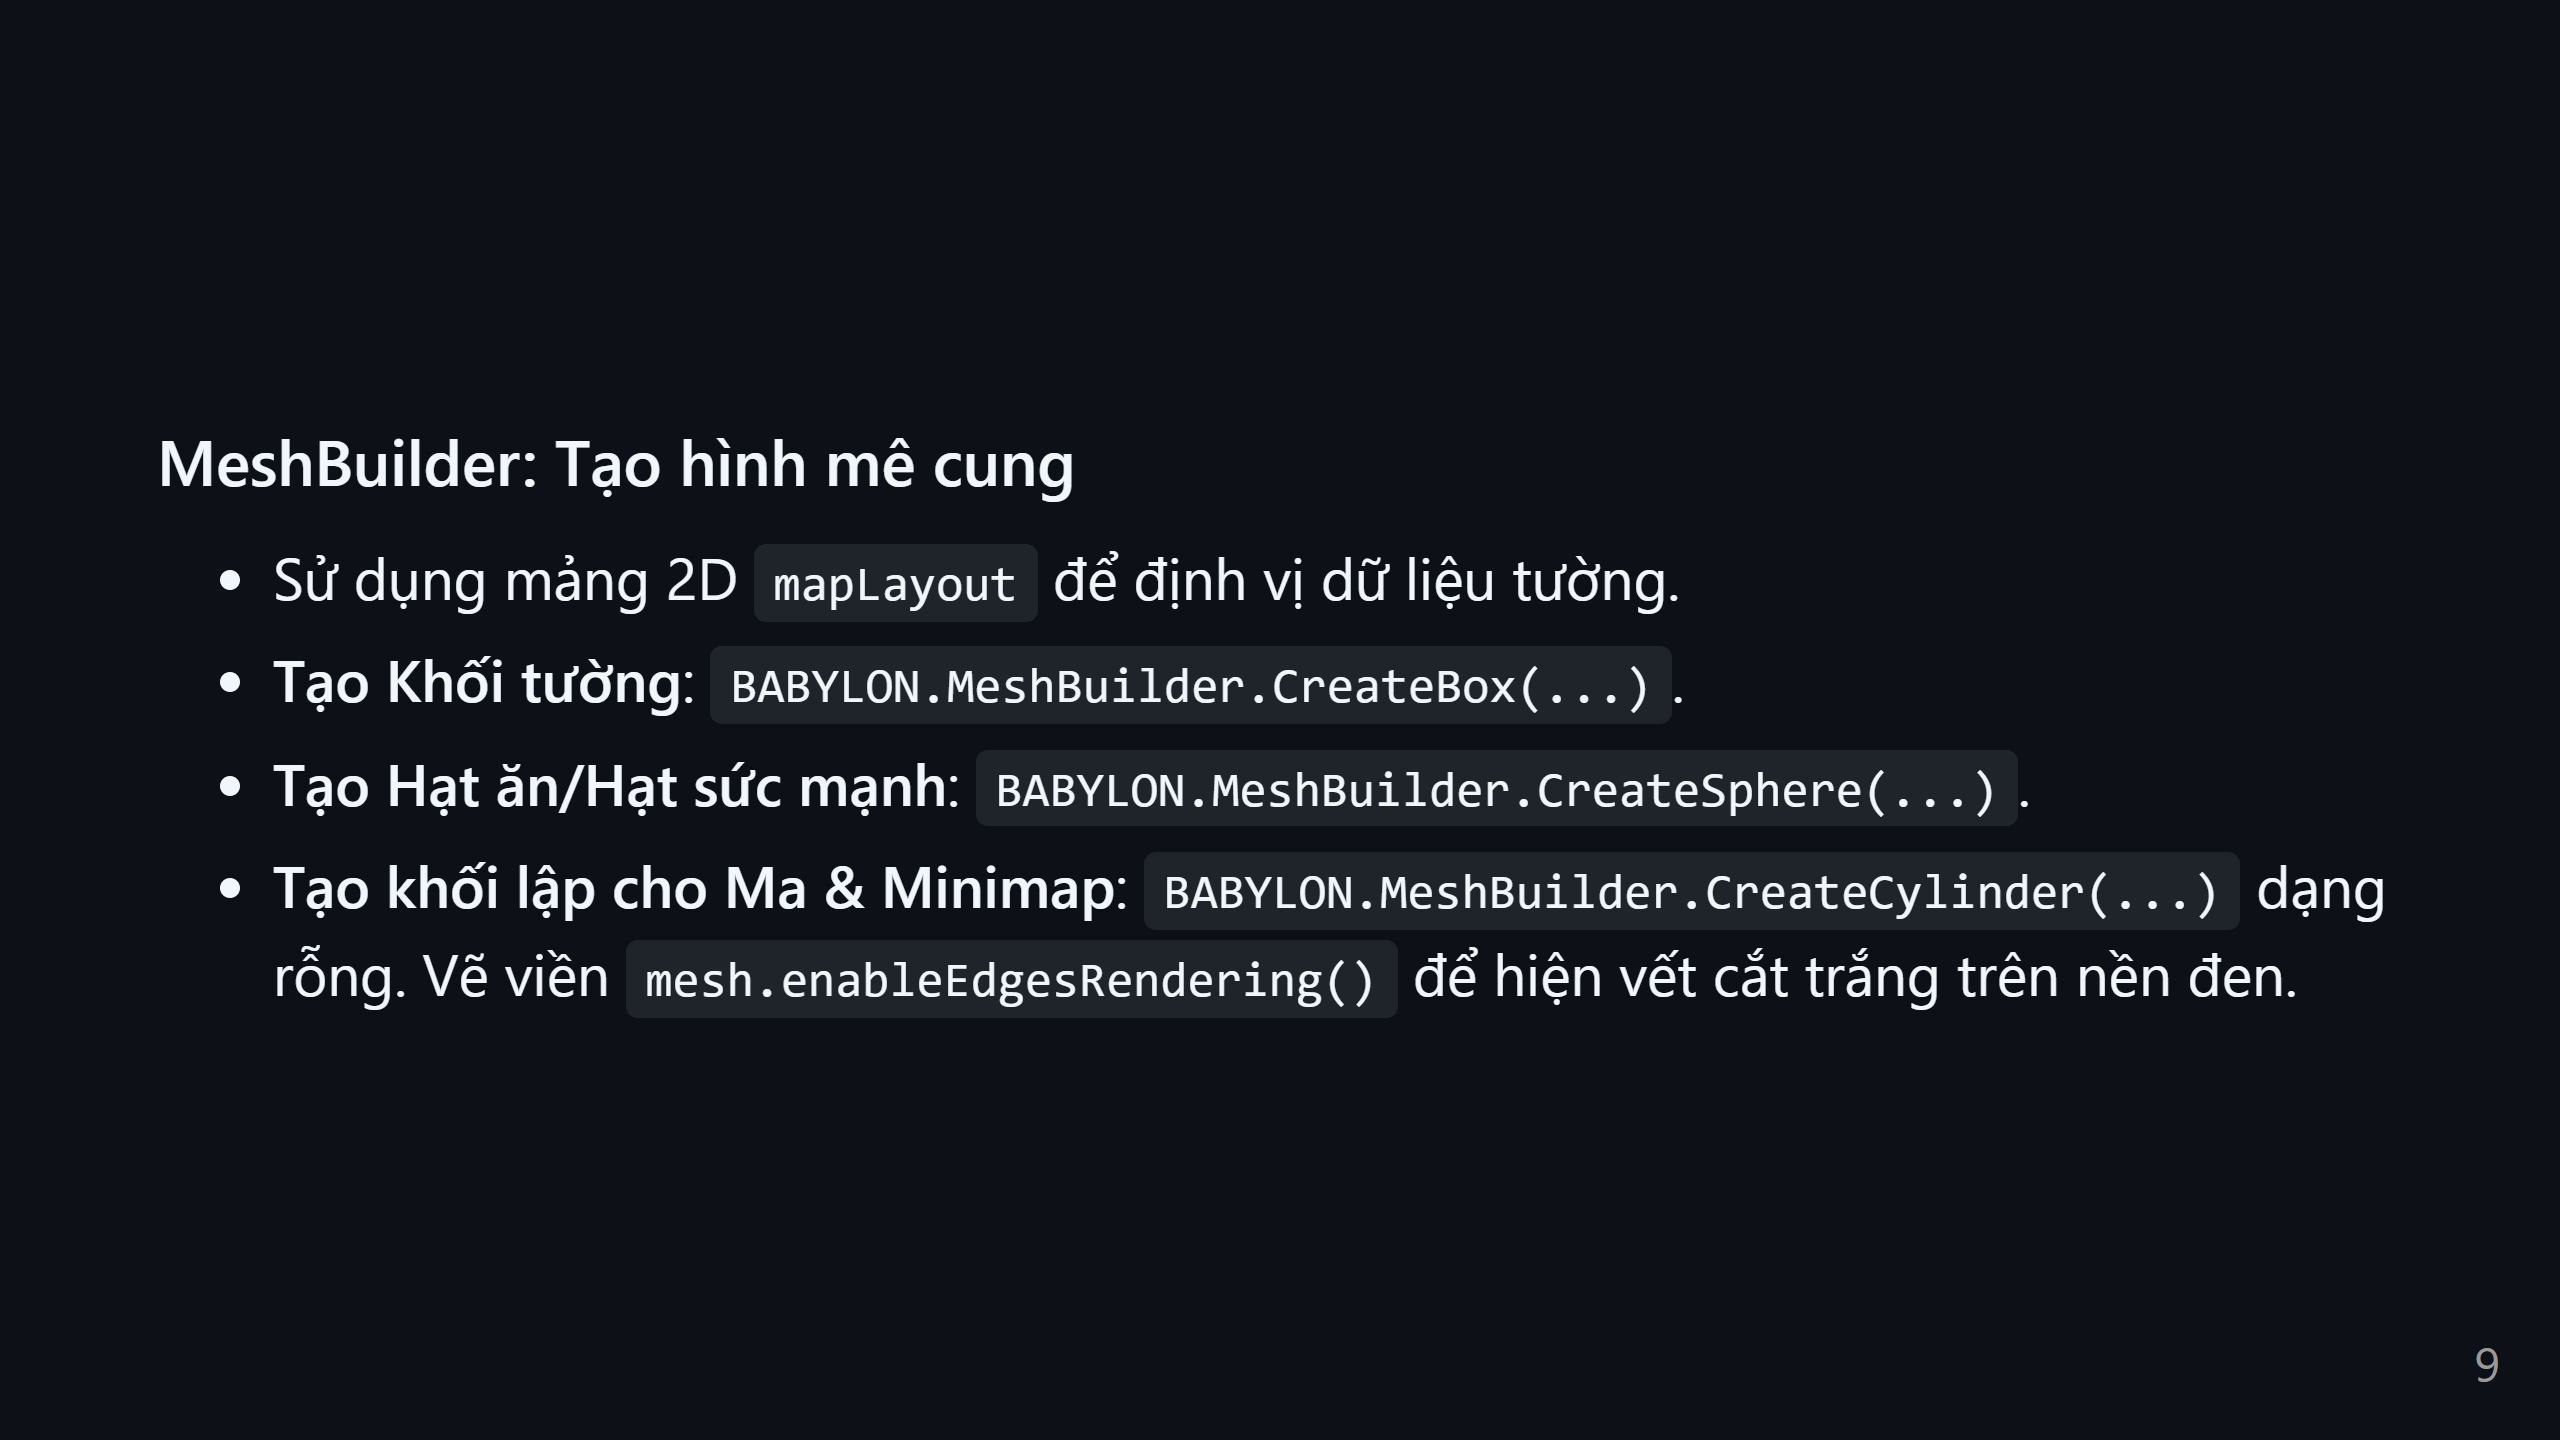 MeshBuilder: Tạo hình mê cung
• Sử dụng mảng 2D mapLayout để định vị dữ liệu tường.
• Tạo Khối tường: BABYLON.MeshBuilder.CreateBox(...).
• Tạo Hạt ăn/Hạt sức mạnh: BABYLON.MeshBuilder.CreateSphere(...).
• Tạo khối lập cho Ma & Minimap: BABYLON.MeshBuilder.CreateCylinder(...) dạng
rỗng. Vẽ viền mesh.enableEdgesRendering() để hiện vết cắt trắng trên nền đen.
9